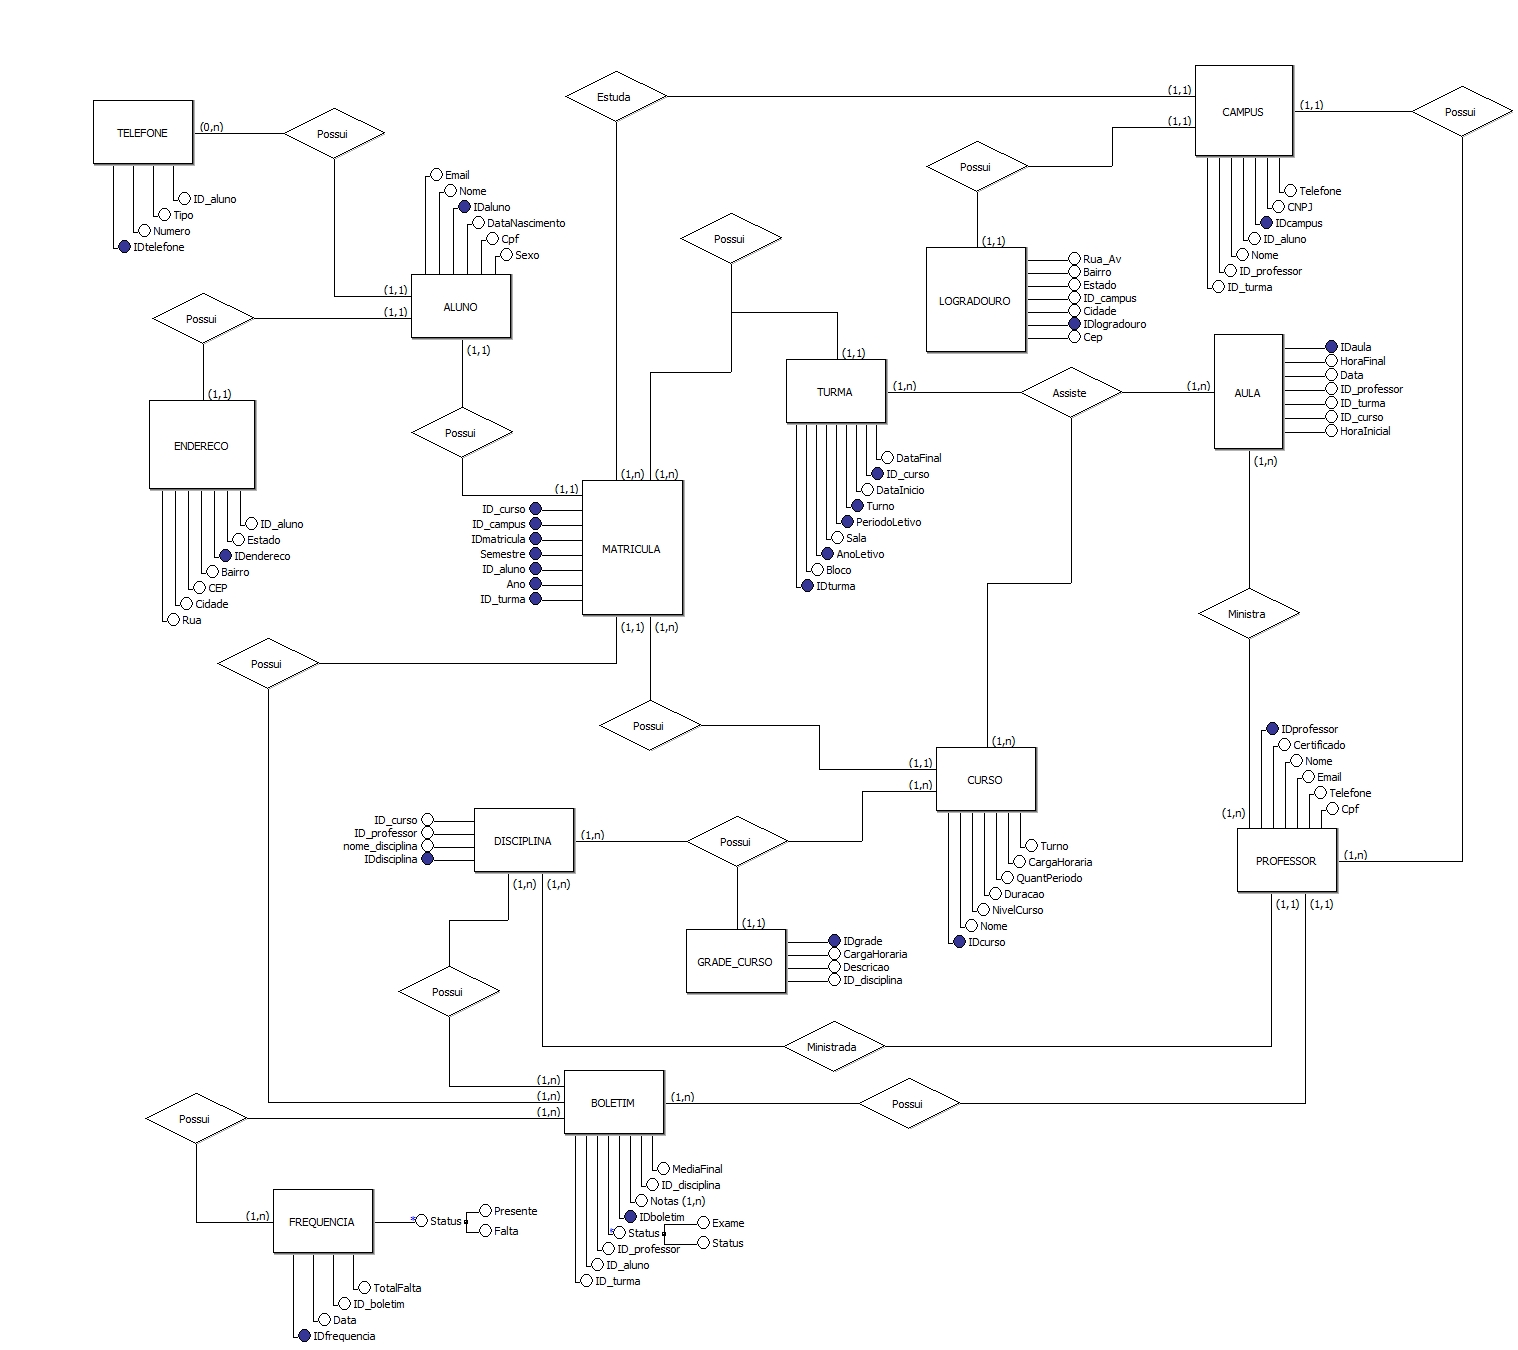 Estuda
(1,1)
CAMPUS
(1,1)
Possui
(1,1)
TELEFONE
(0,n)
Possui
ID_aluno
Tipo
Numero
IDtelefone
Email
Nome
IDaluno
DataNascimento
Cpf
Sexo
(1,1)
(1,1)
ALUNO
(1,1)
Possui
Telefone
CNPJ
IDcampus
ID_aluno
Nome
ID_professor
ID_turma
Possui
(1,1)
LOGRADOURO
Rua_Av
Bairro
Estado
ID_campus
Cidade
IDlogradouro
Cep
Possui
Possui
(1,1)
ENDERECO
ID_aluno
Estado
IDendereco
Bairro
CEP
Cidade
Rua
(1,1)
TURMA
(1,n)
Assiste
(1,n)
AULA
(1,n)
IDaula
HoraFinal
Data
ID_professor
ID_turma
ID_curso
HoraInicial
DataFinal
ID_curso
DataInicio
Turno
PeriodoLetivo
Sala
AnoLetivo
Bloco
IDturma
(1,n)
(1,n)
(1,1)
MATRICULA
ID_curso
ID_campus
IDmatricula
Semestre
ID_aluno
Ano
ID_turma
(1,1)
(1,n)
Ministra
Possui
Possui
(1,n)
(1,1)
(1,n)
CURSO
Turno
CargaHoraria
QuantPeriodo
Duracao
NivelCurso
Nome
IDcurso
IDprofessor
Certificado
Nome
Email
Telefone
Cpf
(1,n)
PROFESSOR
(1,n)
(1,1)
(1,1)
ID_curso
ID_professor
nome_disciplina
IDdisciplina
DISCIPLINA
(1,n)
(1,n)
(1,n)
Possui
(1,1)
GRADE_CURSO
IDgrade
CargaHoraria
Descricao
ID_disciplina
Possui
Ministrada
(1,n)
(1,n)
(1,n)
BOLETIM
(1,n)
Possui
Possui
MediaFinal
ID_disciplina
Notas (1,n)
IDboletim
* Status
Exame
Status
ID_professor
ID_aluno
ID_turma
(1,n)
FREQUENCIA
* Status
Presente
Falta
TotalFalta
ID_boletim
Data
IDfrequencia